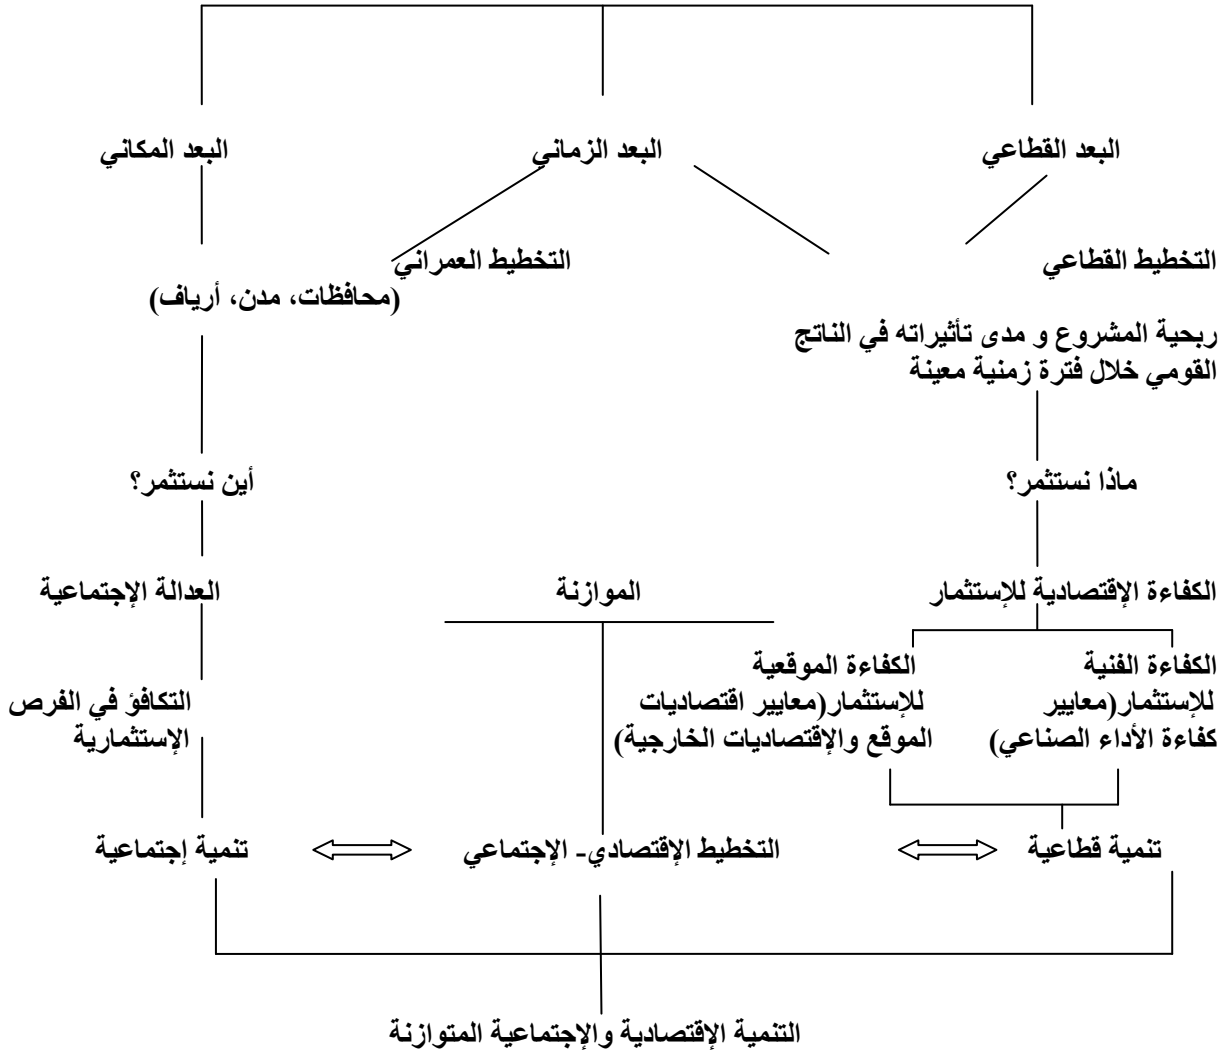 البعد القطاعي
البعد الزماني
البعد المكاني
التخطيط القطاعي
التخطيط العمراني
(محافظات، مدن، أرياف)
ربحية المشروع و مدى تأثيراته في الناتج
القومي خلال فترة زمنية معينة
ماذا نستثمر؟
أين نستثمر؟
الكفاءة الإقتصادية للإستثمار
الموازنة
العدالة الإجتماعية
الكفاءة الفنية
للإستثمار(معايير
كفاءة الأداء الصناعي)
الكفاءة الموقعية
للإستثمار(معايير اقتصاديات
الموقع والإقتصاديات الخارجية)
التكافؤ في الفرص
الإستثمارية
تنمية قطاعية
التخطيط الإقتصادي- الإجتماعي
تنمية إجتماعية
التنمية الإقتصادية والإجتماعية المتوازنة